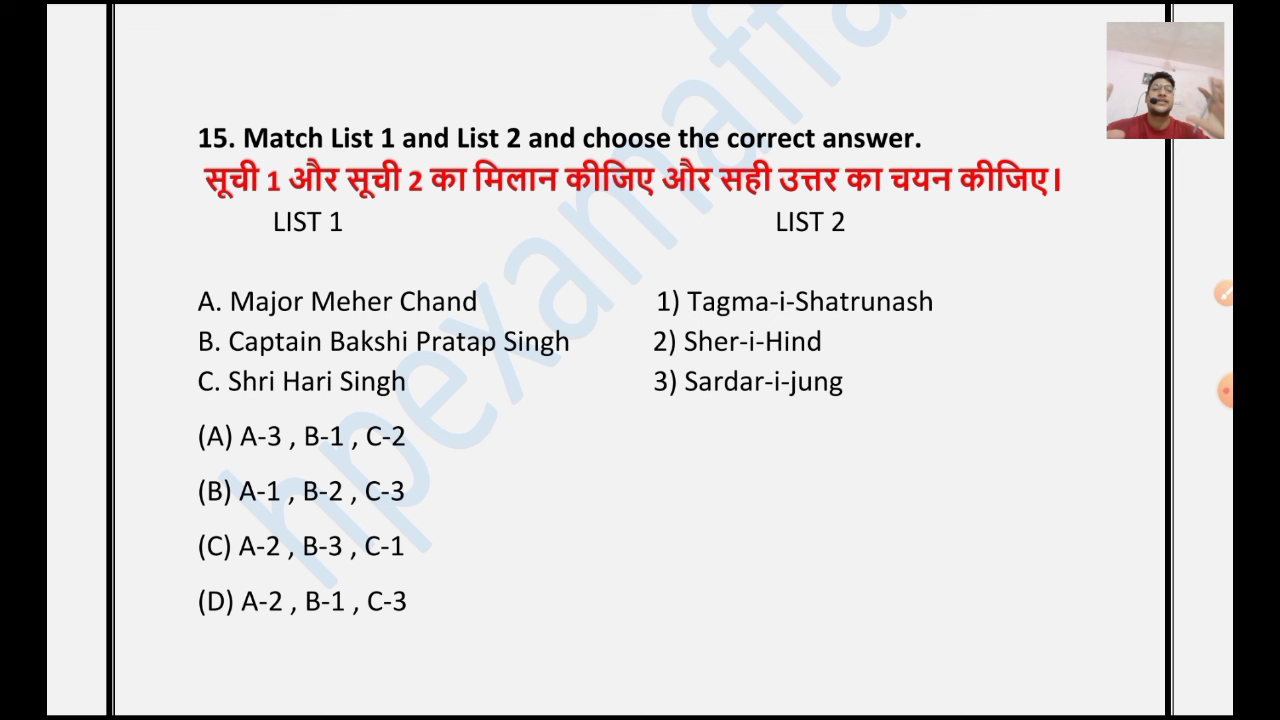 15. Match List 1 and List 2 and choose the correct answer.
सूची 1 और सूची 2 का मिलान कीजिए और सही उत्तर का चयन कीजिए।
LIST 1 LIST 2
A. Major Meher Chand 1) Tagma-i-Shatrunash
B. Captain Bakshi Pratap Singh 2) Sher-i-Hind
C. Shri Hari Singh 3) Sardar-i-jung
(A) A-3 , B-1 , C-2
(B) A-1 , B-2 , C-3
(C) A-2 , B-3 , C-1
(D) A-2 , B-1 , C-3
hpexamaffa